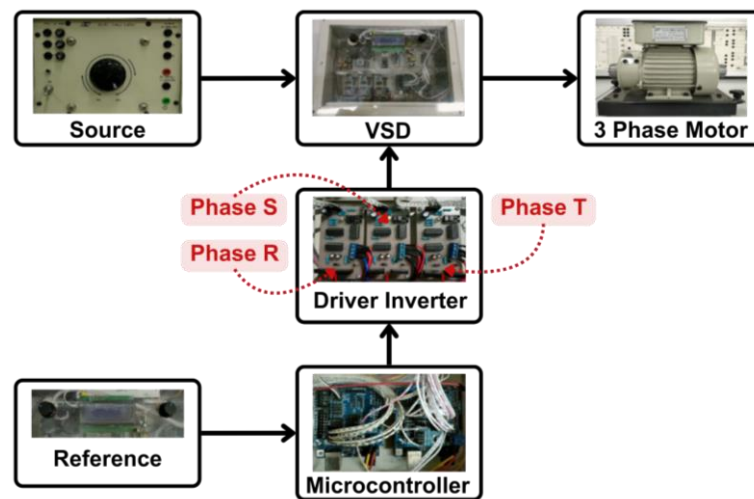 Source
VSD
3 Phase Motor
Phase S
Phase T
Phase R
Driver Inverter
Reference
Microcontroller